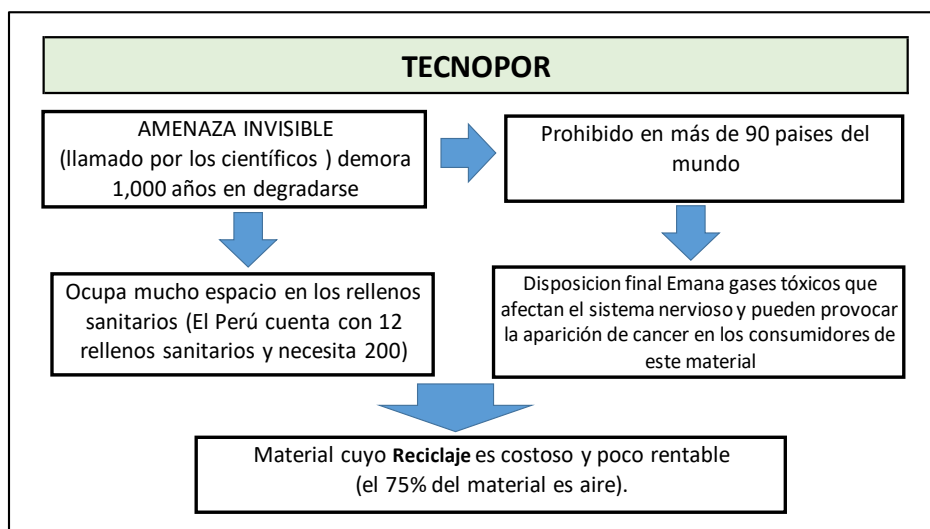 TECNOPOR
AMENAZA INVISIBLE
(llamado por los científicos ) demora
1,000 años en degradarse
Prohibido en más de 90 paises del
mundo
Ocupa mucho espacio en los rellenos
sanitarios (El Perú cuenta con 12
rellenos sanitarios y necesita 200)
Disposicion final Emana gases tóxicos que
afectan el sistema nervioso y pueden provocar
la aparición de cancer en los consumidores de
este material
Material cuyo Reciclaje es costoso y poco rentable
(el 75% del material es aire).